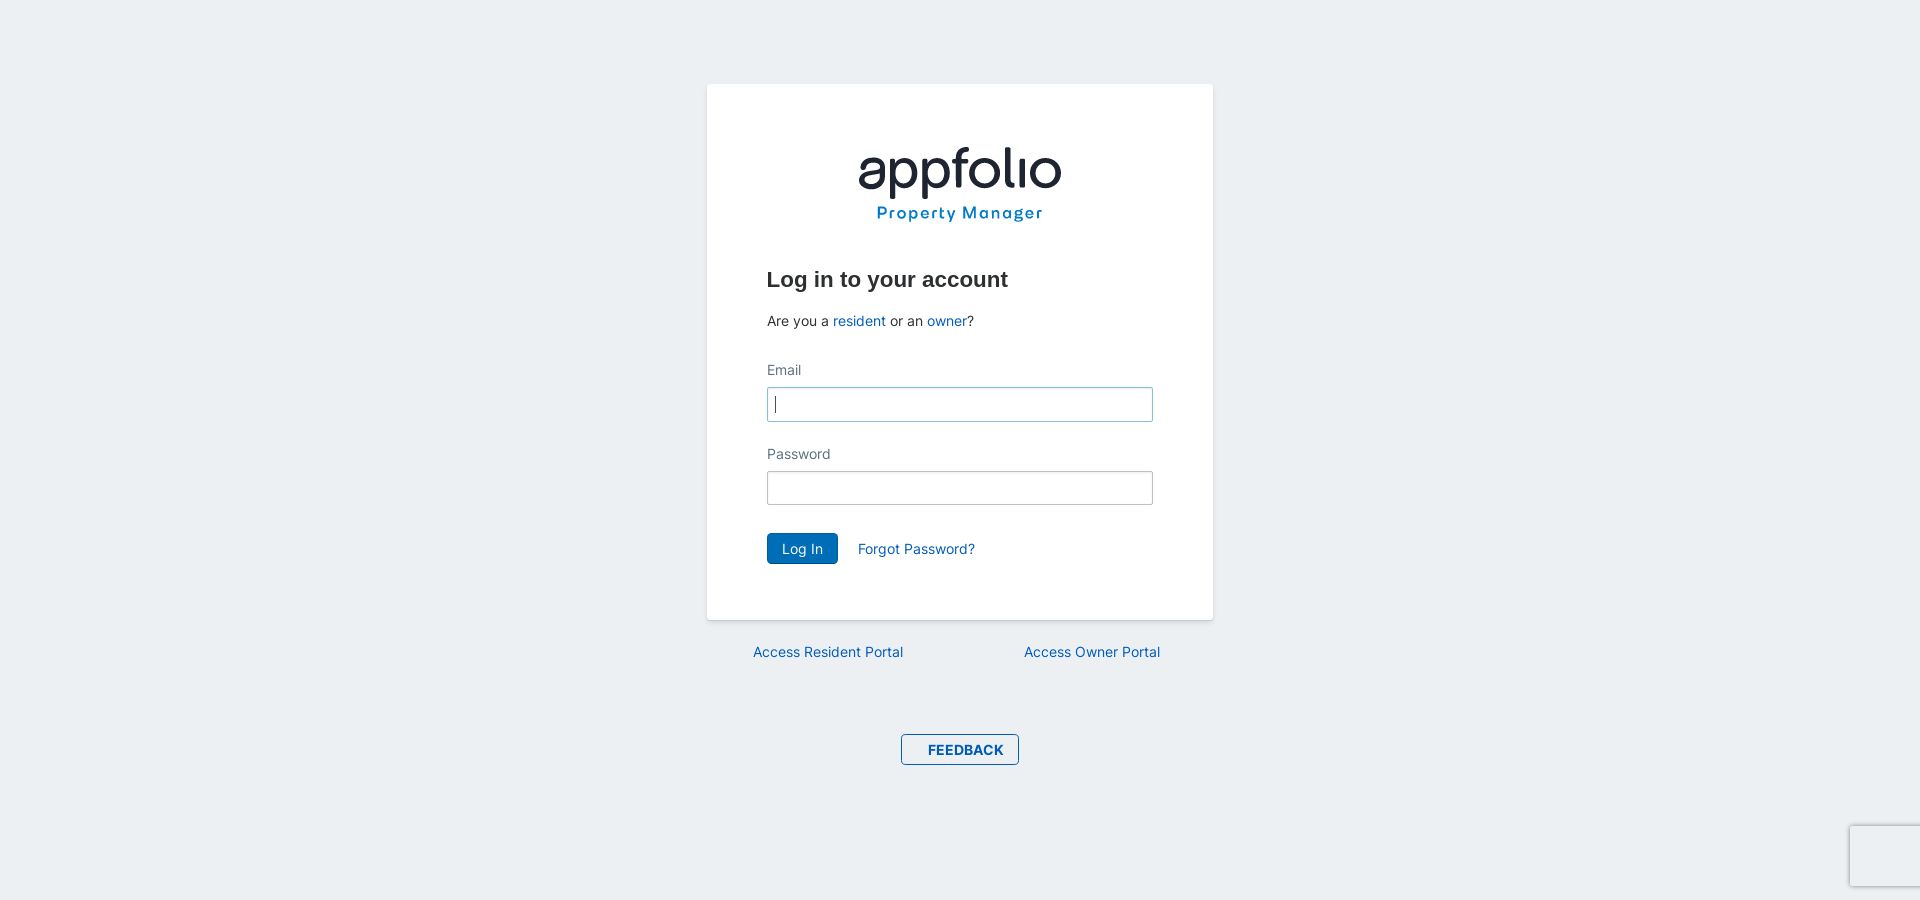 appfolio
Property Manager
Log in to your account
Are you a resident or an owner?
Email
Password
Log In Forgot Password?
Access Resident Portal Access Owner Portal
FEEDBACK